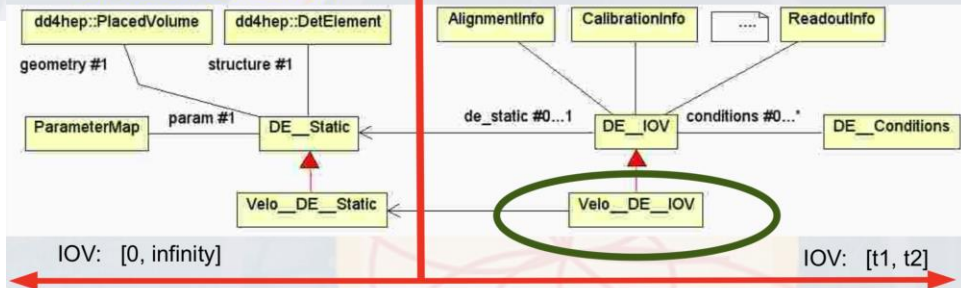 dd4hep::PlacedVolume
dd4hep::DetElement
AlignmentInfo
CalibrationInfo
....
ReadoutInfo
geometry #1
structure #1
ParameterMap
param #1
DE__Static
de_static #0...1
DE__IOV
conditions #0...*
DE__Conditions
Velo__DE__Static
Velo__DE__IOV
IOV: [0, infinity]
IOV: [t1, t2]